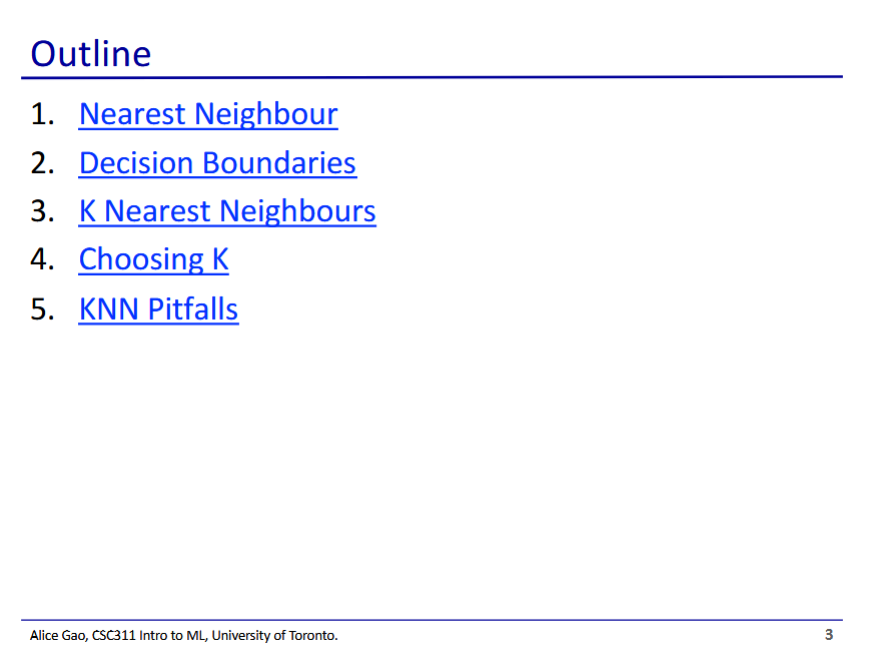 Outline
1. Nearest Neighbour
2. Decision Boundaries
3. K Nearest Neighbours
4. Choosing K
5. KNN Pitfalls
Alice Gao, CSC311 Intro to ML, University of Toronto.
3